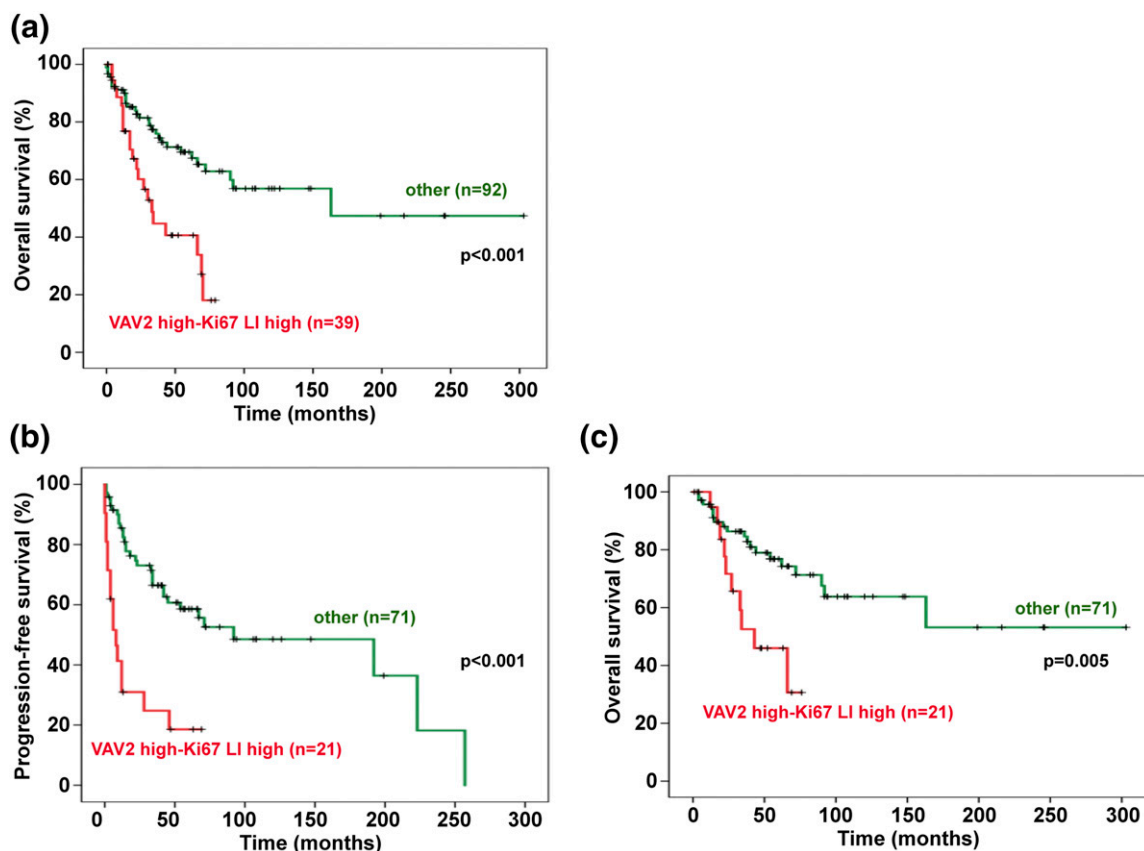 (a)
Overall survival (%)
100
80
60
40
20
0
other (n=92)
p<0.001
VAV2 high-Ki67 LI high (n=39)
0 50 100 150 200 250 300
Time (months)
(b)
Progression-free survival (%)
100
80
60
40
20
0
other (n=71)
p<0.001
VAV2 high-Ki67 LI high (n=21)
0 50 100 150 200 250 300
Time (months)
(c)
Overall survival (%)
100
80
60
40
20
0
other (n=71)
p=0.005
VAV2 high-Ki67 LI high (n=21)
0 50 100 150 200 250 300
Time (months)